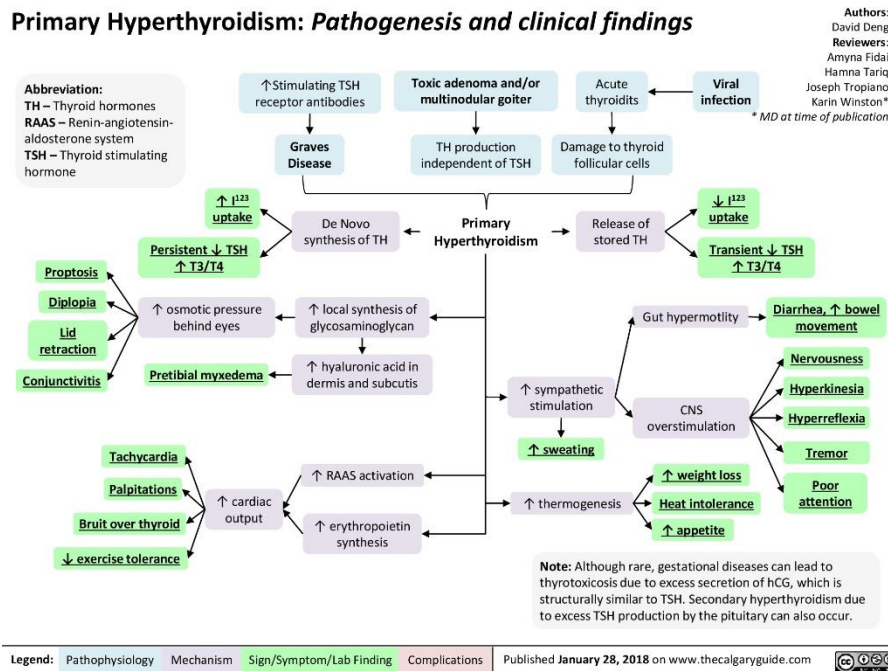 Primary Hyperthyroidism: Pathogenesis and clinical findings
Authors:
David Deng
Reviewers:
Amyna Fidai
Hamna Tariq
Joseph Tropiano
Karin Winston*
* MD at time of publication
Abbreviation:
TH – Thyroid hormones
RAAS – Renin-angiotensin-
aldosterone system
TSH – Thyroid stimulating
hormone
↑Stimulating TSH
receptor antibodies
Toxic adenoma and/or
multinodular goiter
Acute
thyroidits
Viral
infection
Graves
Disease
TH production
independent of TSH
Damage to thyroid
follicular cells
↑ I¹²³
uptake
Persistent ↓ TSH
↑ T3/T4
De Novo
synthesis of TH
Primary
Hyperthyroidism
Release of
stored TH
↓ I¹²³
uptake
Transient ↓ TSH
↑ T3/T4
Proptosis
Diplopia
Lid
retraction
Conjunctivitis
↑ osmotic pressure
behind eyes
↑ local synthesis of
glycosaminoglycan
Pretibial myxedema
↑ hyaluronic acid in
dermis and subcutis
Gut hypermotlity
Diarrhea, ↑ bowel
movement
↑ sympathetic
stimulation
CNS
overstimulation
Nervousness
Hyperkinesia
Hyperreflexia
Tremor
Poor
attention
↑ sweating
Tachycardia
Palpitations
Bruit over thyroid
↓ exercise tolerance
↑ cardiac
output
↑ RAAS activation
↑ erythropoietin
synthesis
↑ thermogenesis
↑ weight loss
Heat intolerance
↑ appetite
Note: Although rare, gestational diseases can lead to
thyrotoxicosis due to excess secretion of hCG, which is
structurally similar to TSH. Secondary hyperthyroidism due
to excess TSH production by the pituitary can also occur.
Legend: Pathophysiology Mechanism Sign/Symptom/Lab Finding Complications Published January 28, 2018 on www.thecalgaryguide.com